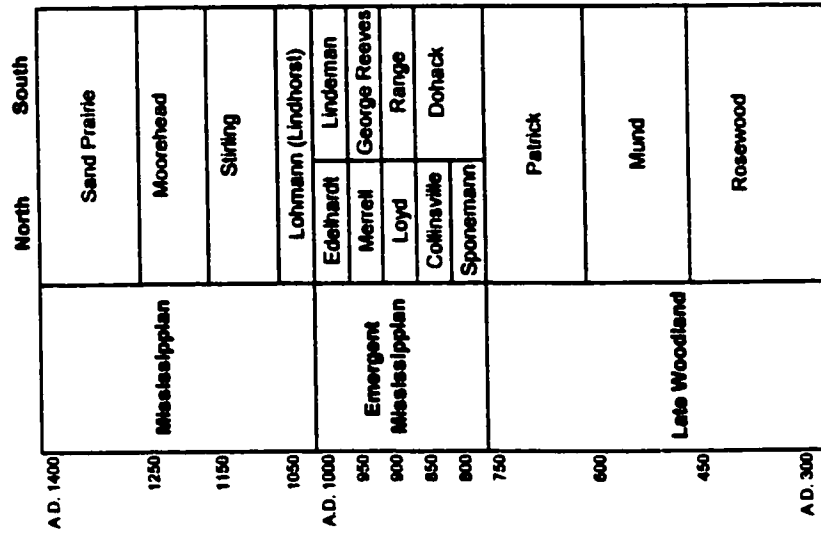 North South
A.D. 1400
Mississippian
Sand Prairie
1250
Moorehead
1150
Stirling
1050
Lohmann (Lindhorst)
A.D. 1000
Emergent
Mississippian
Edelhardt Lindeman
950
Merrell George Reeves
900
Loyd Range
850
Collinsville Dohack
800
Sponemann
750
Late Woodland
Patrick
600
Mund
450
Rosewood
A.D. 300